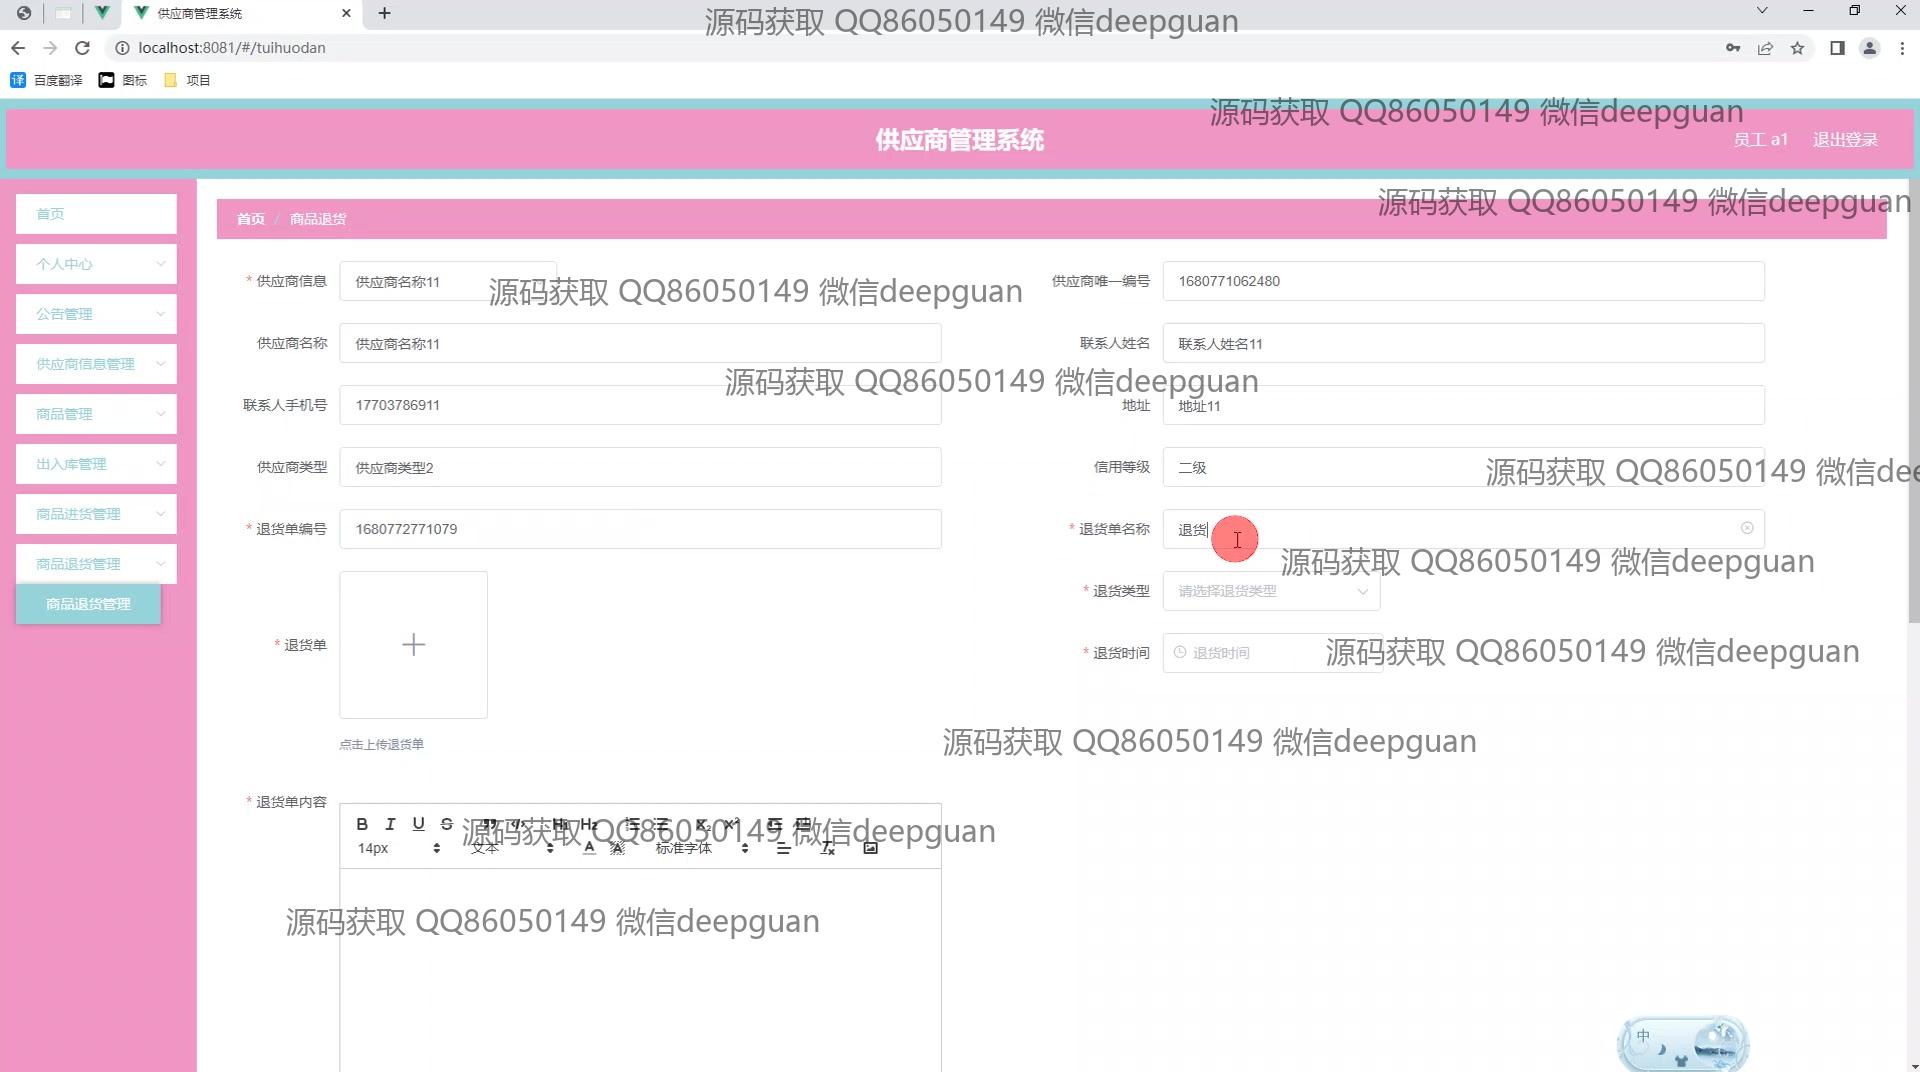 供应商管理系统
源码获取 QQ86050149 微信deepguan
localhost:8081/#/tuihuodan
译 百度翻译 图标 项目
源码获取 QQ86050149 微信deepguan
供应商管理系统
员工 a1 退出登录
源码获取 QQ86050149 微信deepguan
首页
个人中心
公告管理
供应商信息管理
商品管理
出入库管理
商品进货管理
商品退货管理
商品退货管理
首页 / 商品退货
* 供应商信息 供应商名称11
供应商唯一编号 1680771062480
源码获取 QQ86050149 微信deepguan
供应商名称 供应商名称11
联系人姓名 联系人姓名11
源码获取 QQ86050149 微信deepguan
联系人手机号 17703786911
地址 地址11
供应商类型 供应商类型2
信用等级 二级
源码获取 QQ86050149 微信dee
* 退货单编号 1680772771079
* 退货单名称 退货
源码获取 QQ86050149 微信deepguan
* 退货类型 请选择退货类型
* 退货单
* 退货时间 退货时间
源码获取 QQ86050149 微信deepguan
点击上传退货单
源码获取 QQ86050149 微信deepguan
* 退货单内容
B I U S H1 H2 X2 X2
源码获取 QQ86050149 微信deepguan
14px 文本 A A 标准字体
源码获取 QQ86050149 微信deepguan
中